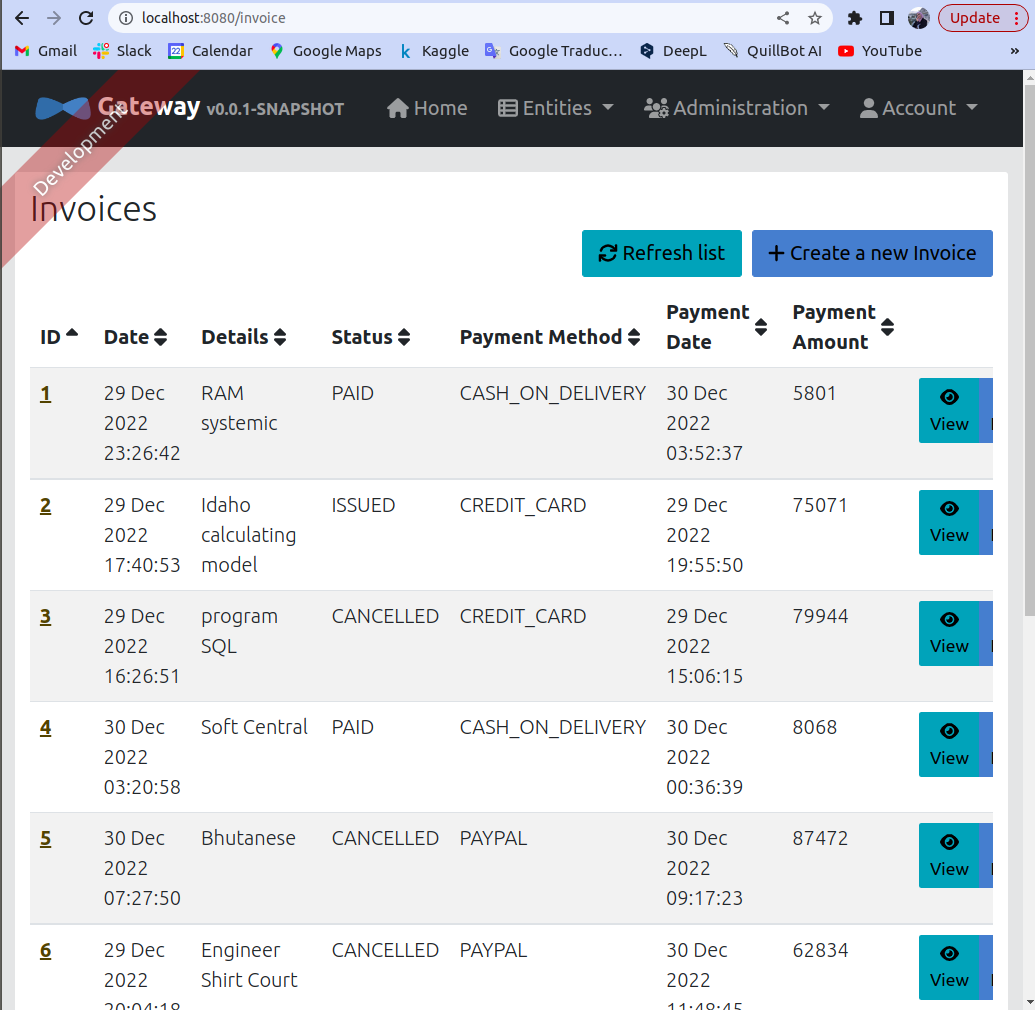 localhost:8080/invoice
Update
Gmail Slack Calendar Google Maps Kaggle Google Traduc... DeepL QuillBot AI YouTube »
Gateway v0.0.1-SNAPSHOT Home Entities Administration Account
Development
Invoices
Refresh list Create a new Invoice
ID Date Details Status Payment Method Payment Date Payment Amount
1 29 Dec 2022 23:26:42 RAM systemic PAID CASH_ON_DELIVERY 30 Dec 2022 03:52:37 5801 View
2 29 Dec 2022 17:40:53 Idaho calculating model ISSUED CREDIT_CARD 29 Dec 2022 19:55:50 75071 View
3 29 Dec 2022 16:26:51 program SQL CANCELLED CREDIT_CARD 29 Dec 2022 15:06:15 79944 View
4 30 Dec 2022 03:20:58 Soft Central PAID CASH_ON_DELIVERY 30 Dec 2022 00:36:39 8068 View
5 30 Dec 2022 07:27:50 Bhutanese CANCELLED PAYPAL 30 Dec 2022 09:17:23 87472 View
6 29 Dec 2022 20:04:18 Engineer Shirt Court CANCELLED PAYPAL 30 Dec 2022 11:48:45 62834 View